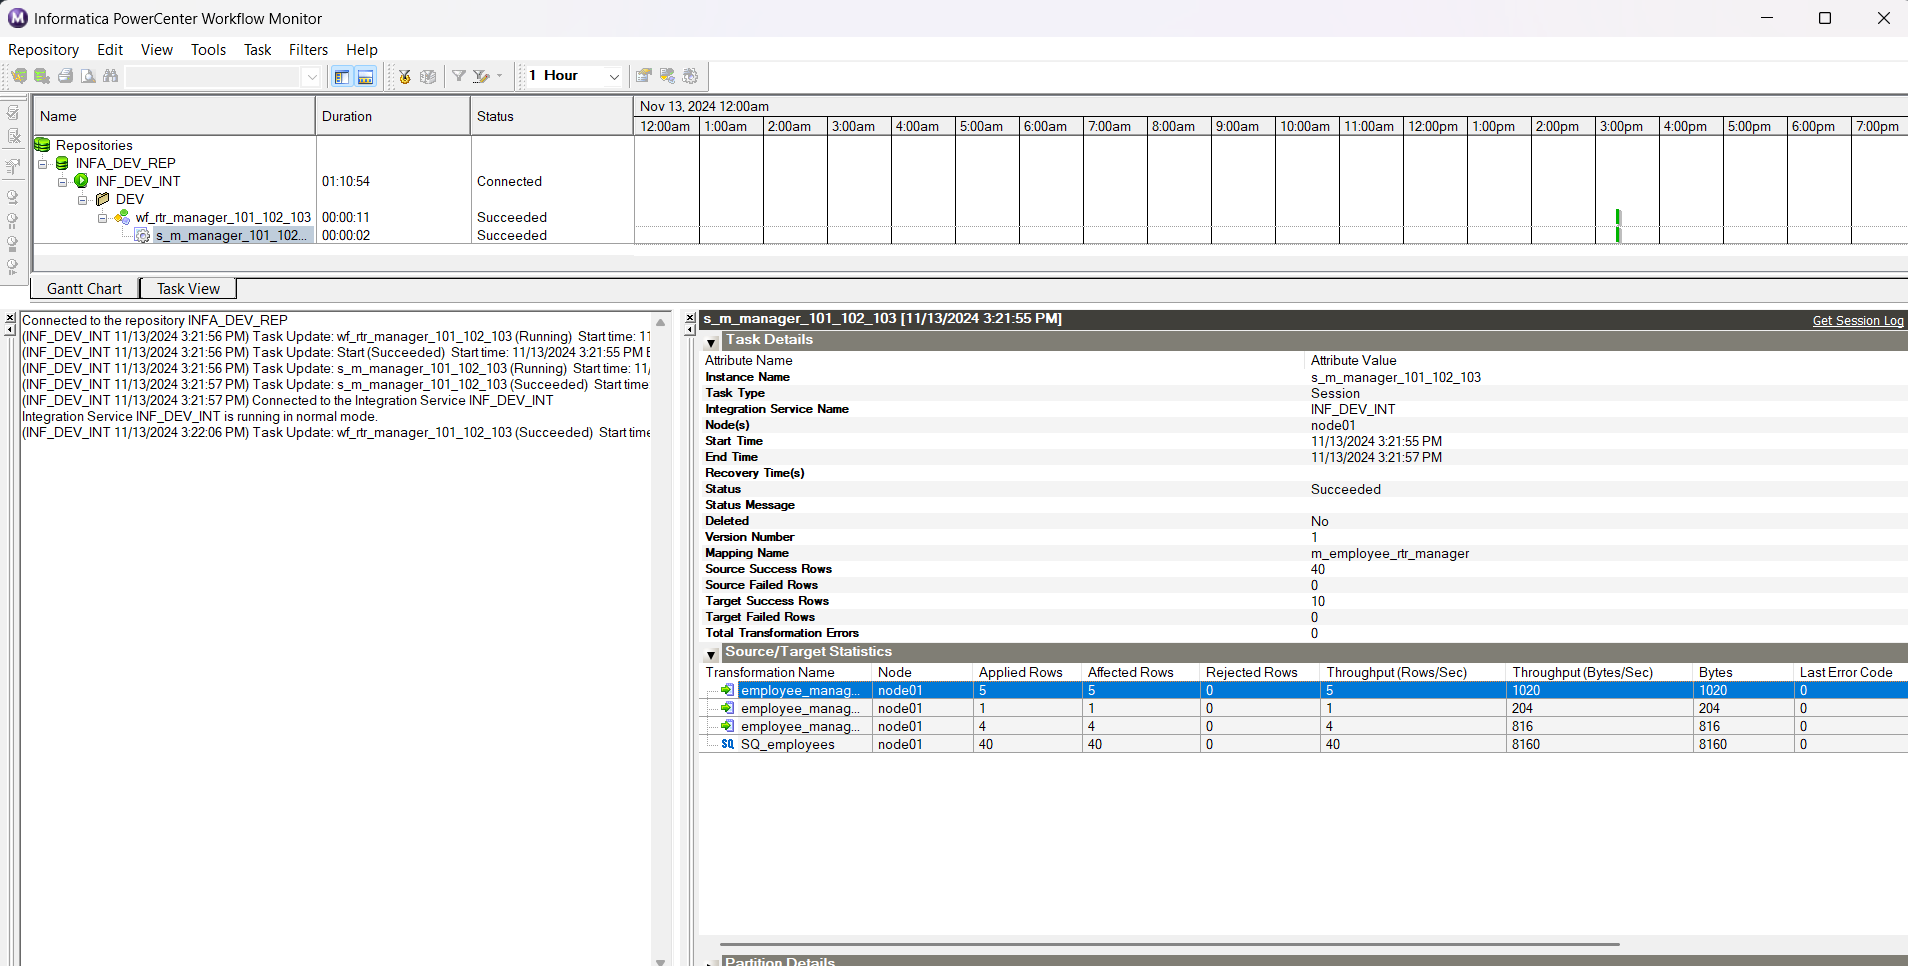 Informatica PowerCenter Workflow Monitor
Repository Edit View Tools Task Filters Help
1 Hour
Name Duration Status
Nov 13, 2024 12:00am
12:00am 1:00am 2:00am 3:00am 4:00am 5:00am 6:00am 7:00am 8:00am 9:00am 10:00am 11:00am 12:00pm 1:00pm 2:00pm 3:00pm 4:00pm 5:00pm 6:00pm 7:00pm
Repositories
INFA_DEV_REP
INF_DEV_INT 01:10:54 Connected
DEV
wf_rtr_manager_101_102_103 00:00:11 Succeeded
s_m_manager_101_102... 00:00:02 Succeeded
Gantt Chart Task View
Connected to the repository INFA_DEV_REP
(INF_DEV_INT 11/13/2024 3:21:56 PM) Task Update: wf_rtr_manager_101_102_103 (Running) Start time: 11
(INF_DEV_INT 11/13/2024 3:21:56 PM) Task Update: Start (Succeeded) Start time: 11/13/2024 3:21:55 PM E
(INF_DEV_INT 11/13/2024 3:21:56 PM) Task Update: s_m_manager_101_102_103 (Running) Start time: 11/
(INF_DEV_INT 11/13/2024 3:21:57 PM) Task Update: s_m_manager_101_102_103 (Succeeded) Start time
(INF_DEV_INT 11/13/2024 3:21:57 PM) Connected to the Integration Service INF_DEV_INT
Integration Service INF_DEV_INT is running in normal mode.
(INF_DEV_INT 11/13/2024 3:22:06 PM) Task Update: wf_rtr_manager_101_102_103 (Succeeded) Start time
s_m_manager_101_102_103 [11/13/2024 3:21:55 PM] Get Session Log
Task Details
Attribute Name Attribute Value
Instance Name s_m_manager_101_102_103
Task Type Session
Integration Service Name INF_DEV_INT
Node(s) node01
Start Time 11/13/2024 3:21:55 PM
End Time 11/13/2024 3:21:57 PM
Recovery Time(s)
Status Succeeded
Status Message
Deleted No
Version Number 1
Mapping Name m_employee_rtr_manager
Source Success Rows 40
Source Failed Rows 0
Target Success Rows 10
Target Failed Rows 0
Total Transformation Errors 0
Source/Target Statistics
Transformation Name Node Applied Rows Affected Rows Rejected Rows Throughput (Rows/Sec) Throughput (Bytes/Sec) Bytes Last Error Code
employee_manag... node01 5 5 0 5 1020 1020 0
employee_manag... node01 1 1 0 1 204 204 0
employee_manag... node01 4 4 0 4 816 816 0
SQ SQ_employees node01 40 40 0 40 8160 8160 0
Partition Details